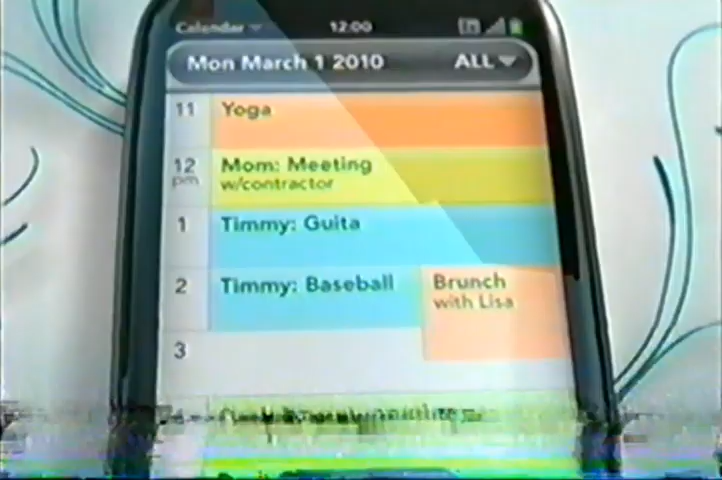 Calendar
12:00
Mon March 1 2010
ALL
11
Yoga
12
pm
Mom: Meeting
w/contractor
1
Timmy: Guita
2
Timmy: Baseball
Brunch
with Lisa
3